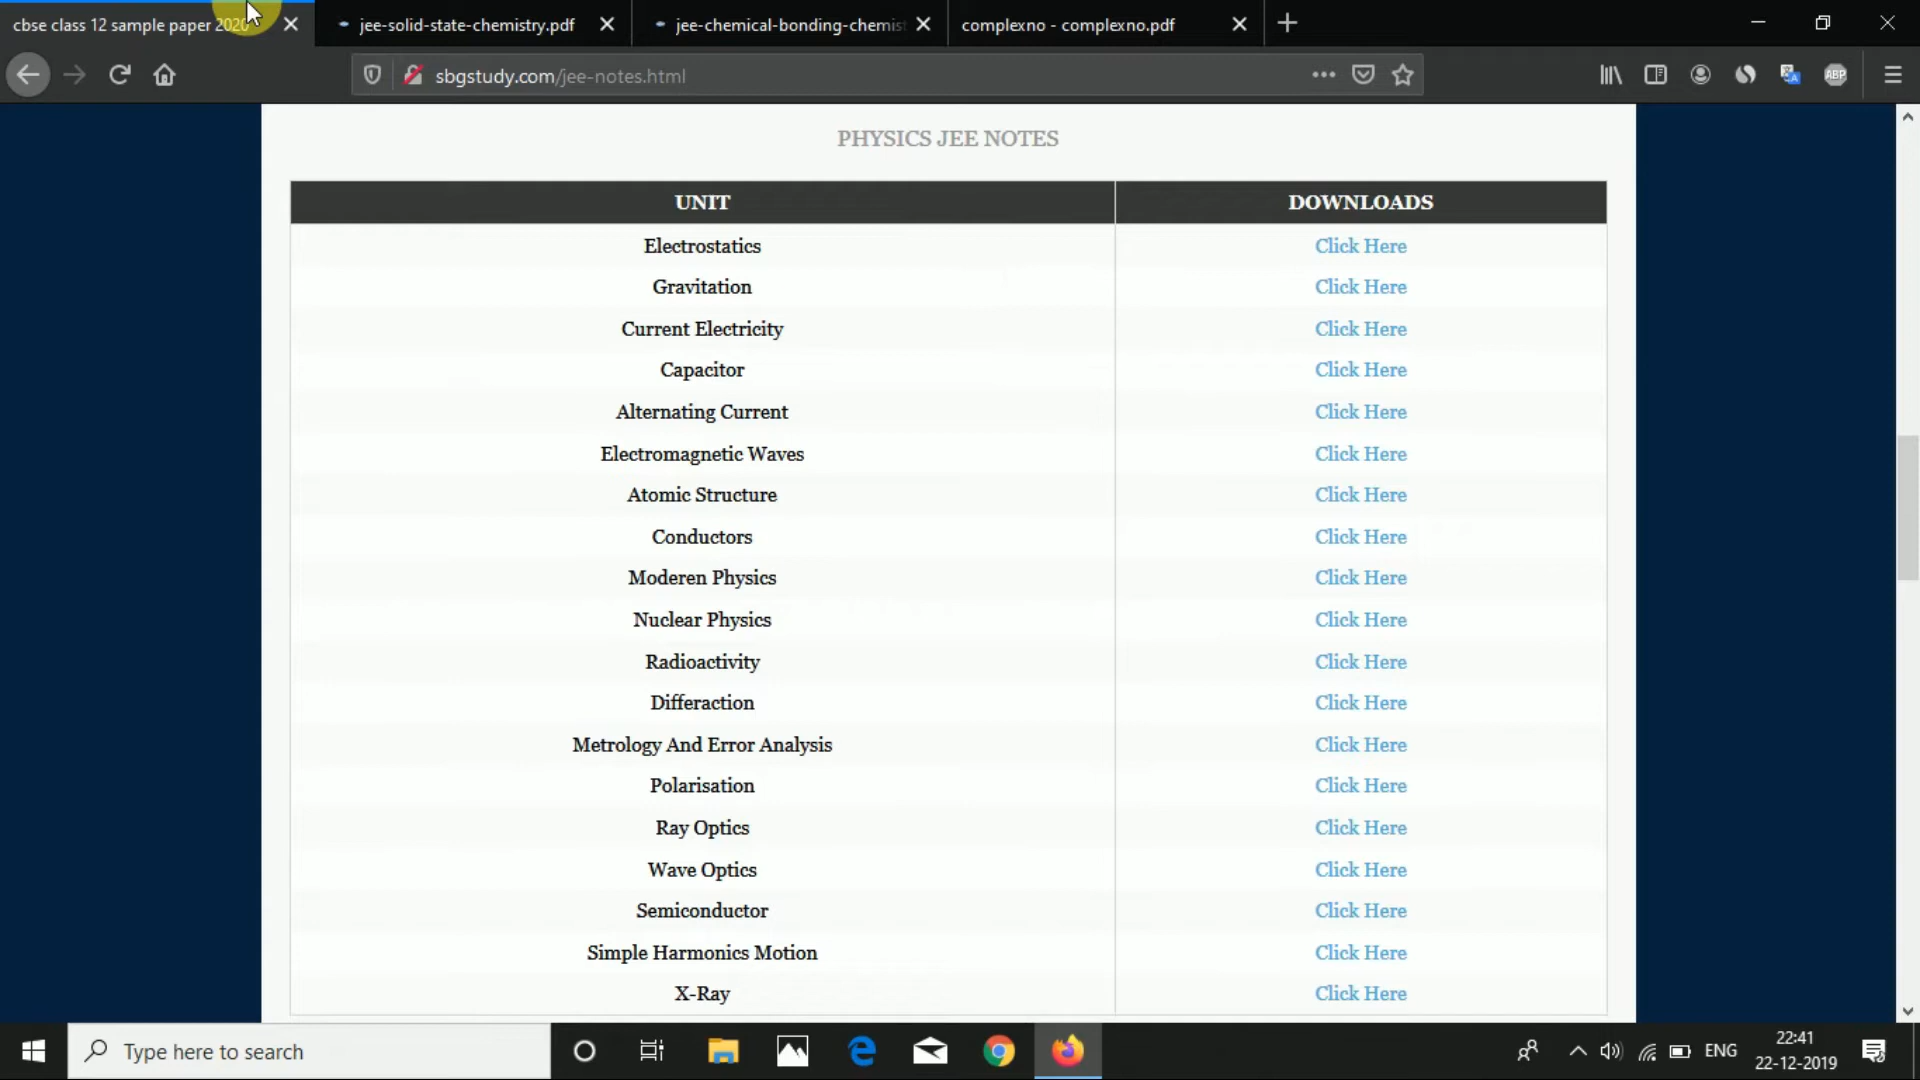 cbse class 12 sample paper 2020
jee-solid-state-chemistry.pdf
jee-chemical-bonding-chemis
complexno - complexno.pdf
sbgstudy.com/jee-notes.html
ABP
PHYSICS JEE NOTES
UNIT DOWNLOADS
Electrostatics Click Here
Gravitation Click Here
Current Electricity Click Here
Capacitor Click Here
Alternating Current Click Here
Electromagnetic Waves Click Here
Atomic Structure Click Here
Conductors Click Here
Moderen Physics Click Here
Nuclear Physics Click Here
Radioactivity Click Here
Differaction Click Here
Metrology And Error Analysis Click Here
Polarisation Click Here
Ray Optics Click Here
Wave Optics Click Here
Semiconductor Click Here
Simple Harmonics Motion Click Here
X-Ray Click Here
Type here to search
ENG
22:41
22-12-2019